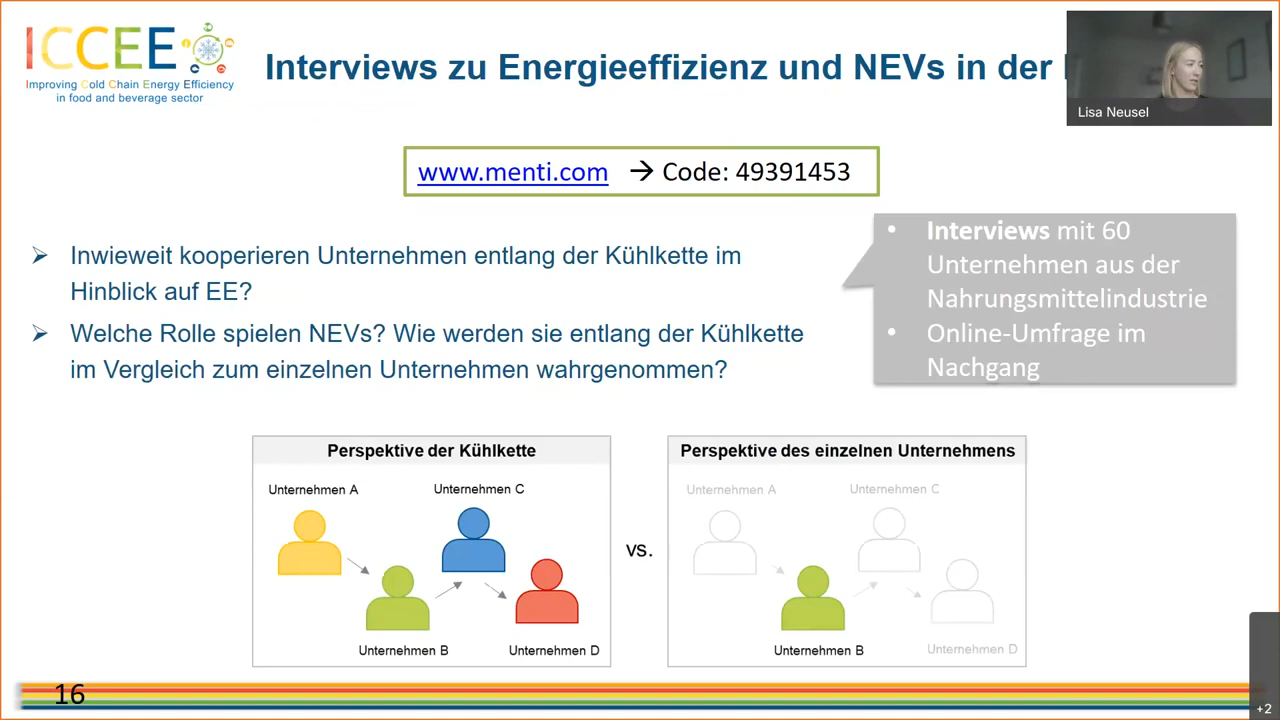 ICCEE
Improving Cold Chain Energy Efficiency
in food and beverage sector
Interviews zu Energieeffizienz und NEVs in der
Lisa Neusel
www.menti.com → Code: 49391453
➢ Inwieweit kooperieren Unternehmen entlang der Kühlkette im
Hinblick auf EE?
➢ Welche Rolle spielen NEVs? Wie werden sie entlang der Kühlkette
im Vergleich zum einzelnen Unternehmen wahrgenommen?
• Interviews mit 60
Unternehmen aus der
Nahrungsmittelindustrie
• Online-Umfrage im
Nachgang
Perspektive der Kühlkette
Unternehmen A
Unternehmen C
Unternehmen B
Unternehmen D
vs.
Perspektive des einzelnen Unternehmens
Unternehmen A
Unternehmen C
Unternehmen B
Unternehmen D
16
+2